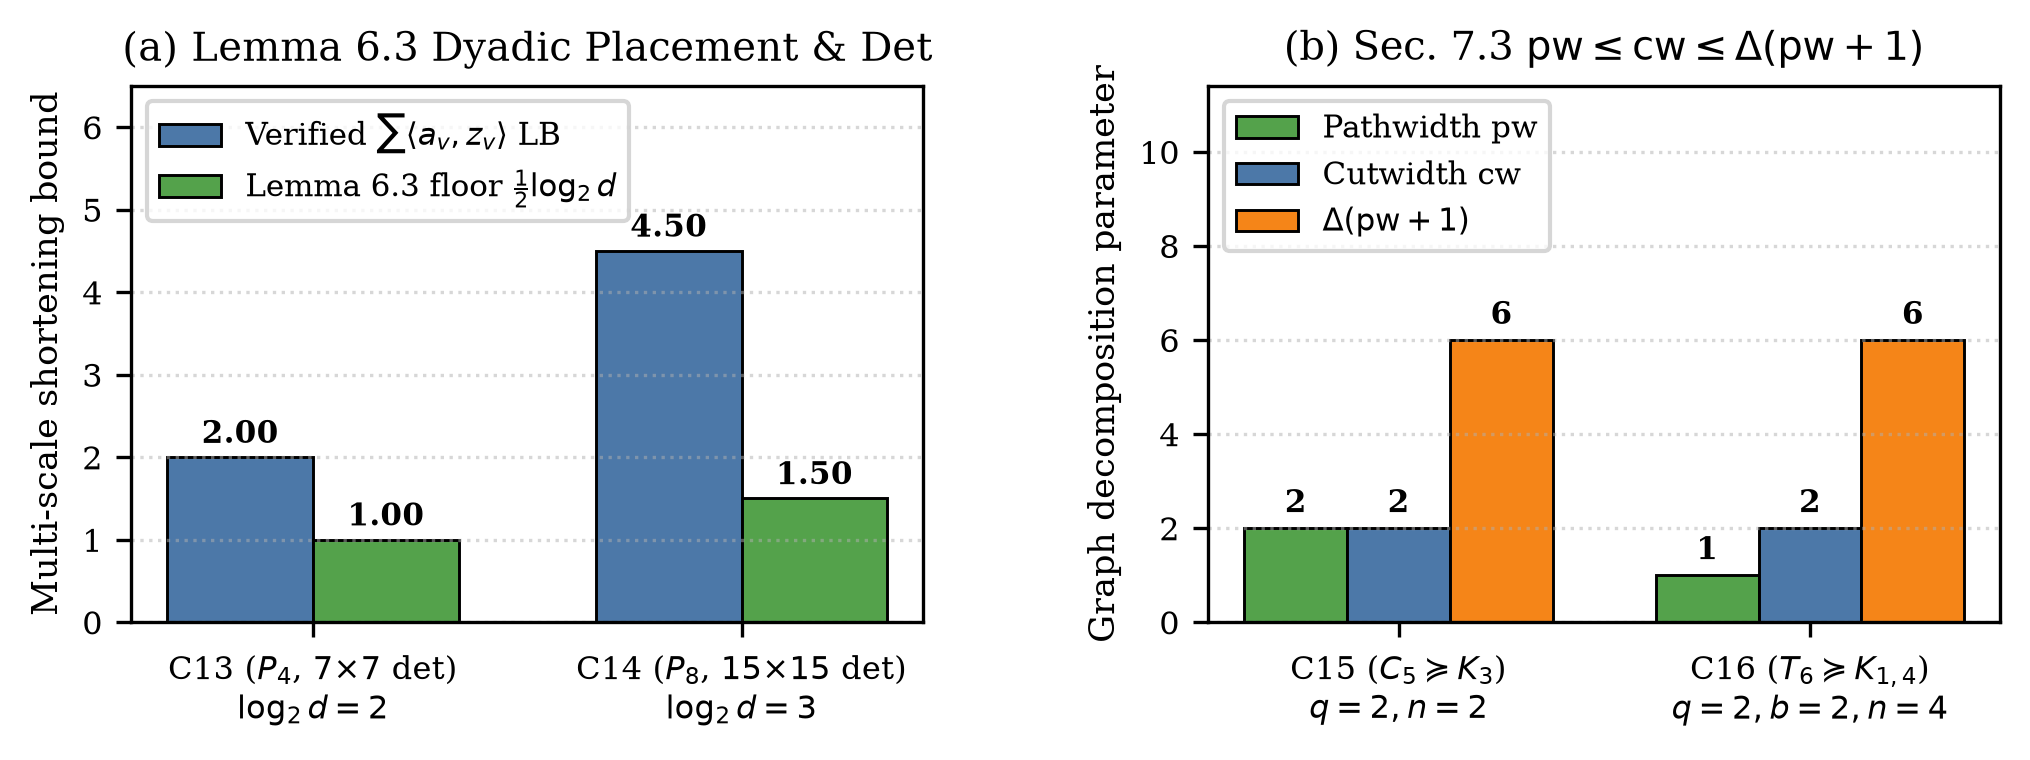 (a) Lemma 6.3 Dyadic Placement & Det
Multi-scale shortening bound
6
5
4
3
2
1
0
Verified ∑⟨a_v, z_v⟩ LB
Lemma 6.3 floor ½log₂ d
2.00
1.00
4.50
1.50
C13 (P₄, 7×7 det)
log₂ d = 2
C14 (P₈, 15×15 det)
log₂ d = 3
(b) Sec. 7.3 pw ≤ cw ≤ Δ(pw + 1)
Graph decomposition parameter
10
8
6
4
2
0
Pathwidth pw
Cutwidth cw
Δ(pw + 1)
2
2
6
1
2
6
C15 (C₅ ≽ K₃)
q = 2, n = 2
C16 (T₆ ≽ K₁,₄)
q = 2, b = 2, n = 4